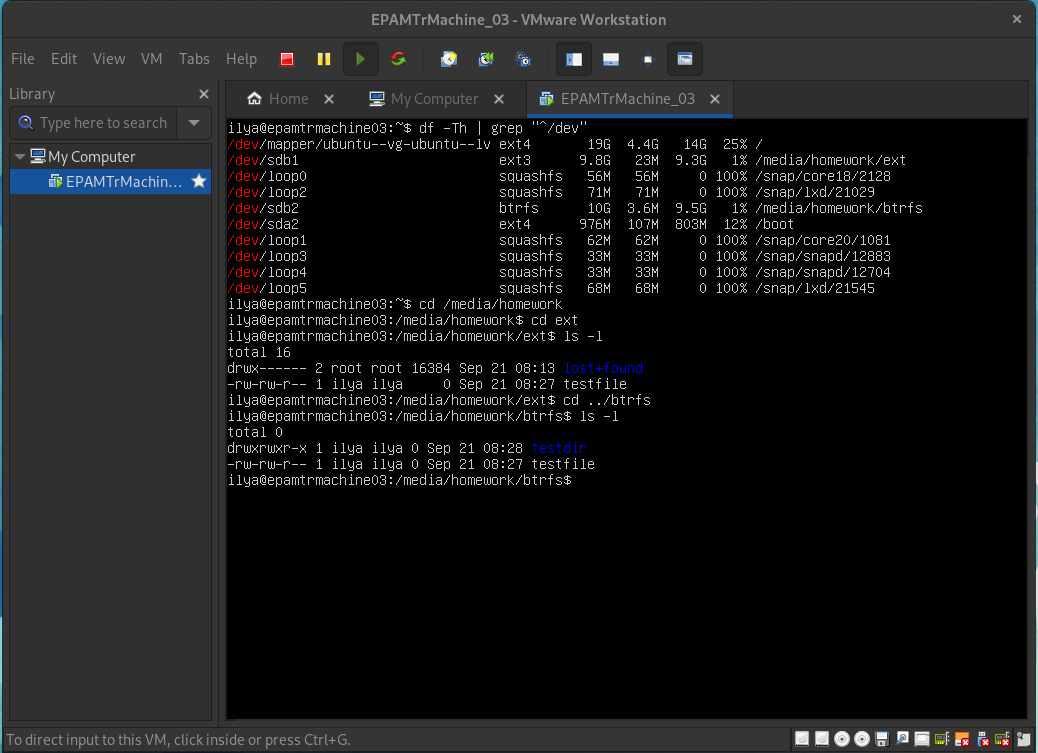 EPAMTrMachine_03 - VMware Workstation
File Edit View VM Tabs Help
Library
Home My Computer EPAMTrMachine_03
Type here to search
My Computer
EPAMTrMachin...
ilya@epamtrmachine03:~$ df -Th | grep "^/dev"
/dev/mapper/ubuntu--vg-ubuntu--lv ext4 19G 4.4G 14G 25% /
/dev/sdb1 ext3 9.8G 23M 9.3G 1% /media/homework/ext
/dev/loop0 squashfs 56M 56M 0 100% /snap/core18/2128
/dev/loop2 squashfs 71M 71M 0 100% /snap/lxd/21029
/dev/sdb2 btrfs 10G 3.6M 9.5G 1% /media/homework/btrfs
/dev/sda2 ext4 976M 107M 803M 12% /boot
/dev/loop1 squashfs 62M 62M 0 100% /snap/core20/1081
/dev/loop3 squashfs 33M 33M 0 100% /snap/snapd/12883
/dev/loop4 squashfs 33M 33M 0 100% /snap/snapd/12704
/dev/loop5 squashfs 68M 68M 0 100% /snap/lxd/21545
ilya@epamtrmachine03:~$ cd /media/homework
ilya@epamtrmachine03:/media/homework$ cd ext
ilya@epamtrmachine03:/media/homework/ext$ ls -l
total 16
drwx------ 2 root root 16384 Sep 21 08:13 lost+found
-rw-rw-r-- 1 ilya ilya 0 Sep 21 08:27 testfile
ilya@epamtrmachine03:/media/homework/ext$ cd ../btrfs
ilya@epamtrmachine03:/media/homework/btrfs$ ls -l
total 0
drwxrwxr-x 1 ilya ilya 0 Sep 21 08:28 testdir
-rw-rw-r-- 1 ilya ilya 0 Sep 21 08:27 testfile
ilya@epamtrmachine03:/media/homework/btrfs$
To direct input to this VM, click inside or press Ctrl+G.